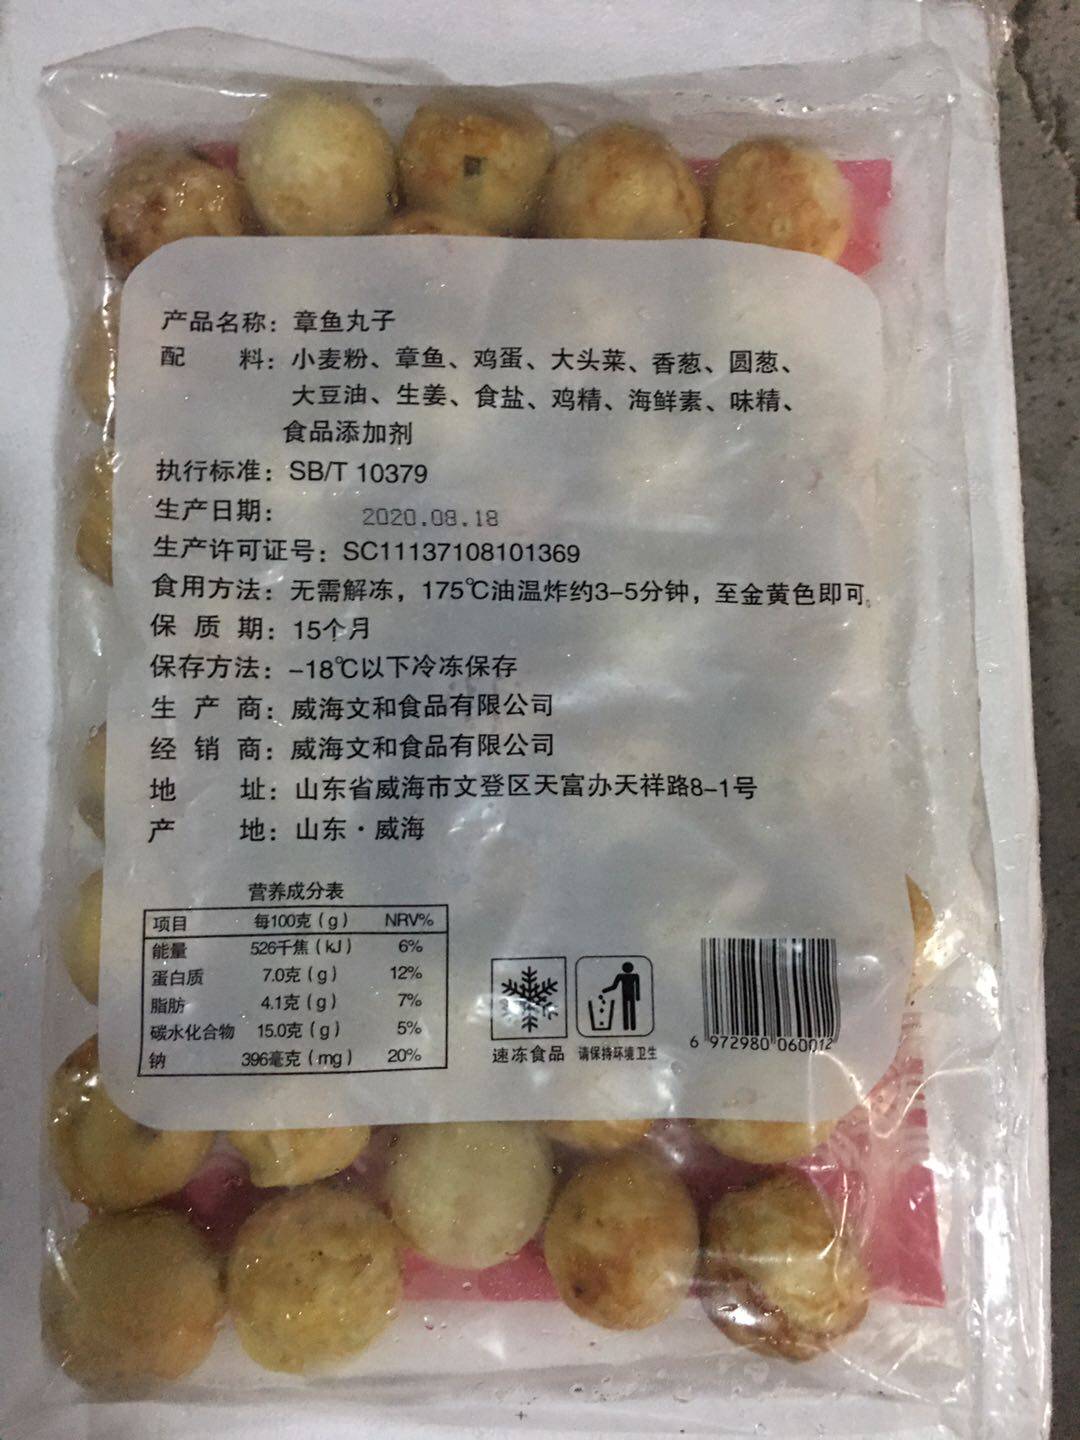 产品名称：章鱼丸子
配　料：小麦粉、章鱼、鸡蛋、大头菜、香葱、圆葱、
大豆油、生姜、食盐、鸡精、海鲜素、味精、
食品添加剂
执行标准：SB/T 10379
生产日期：2020.08.18
生产许可证号：SC11137108101369
食用方法：无需解冻，175℃油温炸约3-5分钟，至金黄色即可。
保 质 期：15个月
保存方法：-18℃以下冷冻保存
生 产 商：威海文和食品有限公司
经 销 商：威海文和食品有限公司
地　址：山东省威海市文登区天富办天祥路8-1号
产　地：山东·威海
营养成分表
项目 每100克(g) NRV%
能量 526千焦(kJ) 6%
蛋白质 7.0克(g) 12%
脂肪 4.1克(g) 7%
碳水化合物 15.0克(g) 5%
钠 396毫克(mg) 20%
速冻食品 请保持环境卫生
6 972980 060012